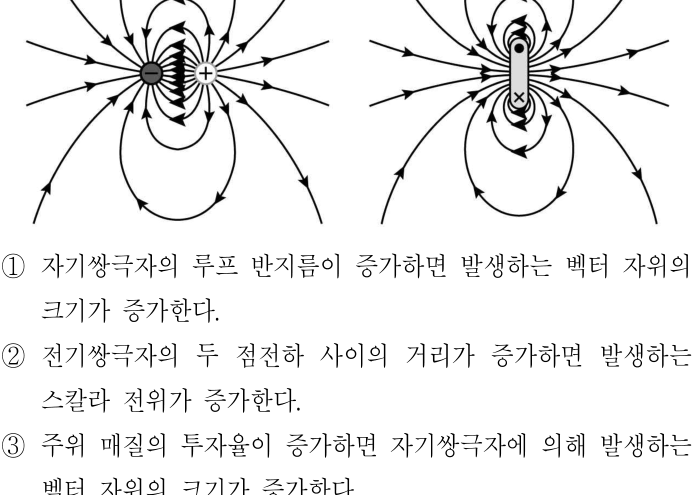 − + × 
① 자기쌍극자의 루프 반지름이 증가하면 발생하는 벡터 자위의
크기가 증가한다.
② 전기쌍극자의 두 점전하 사이의 거리가 증가하면 발생하는
스칼라 전위가 증가한다.
③ 주위 매질의 투자율이 증가하면 자기쌍극자에 의해 발생하는
벡터 자위의 크기가 증가한다